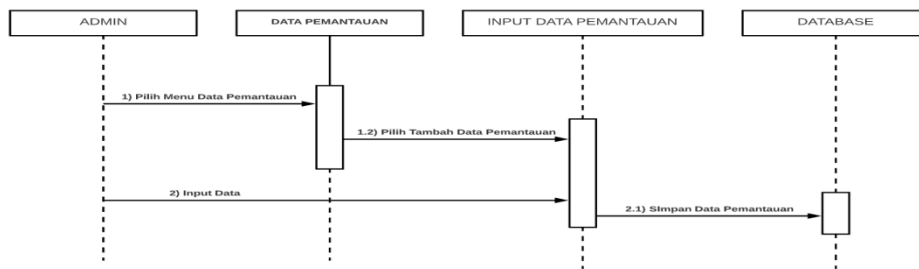 ADMIN
DATA PEMANTAUAN
INPUT DATA PEMANTAUAN
DATABASE
1) Pilih Menu Data Pemantauan
1.2) Pilih Tambah Data Pemantauan
2) Input Data
2.1) SImpan Data Pemantauan